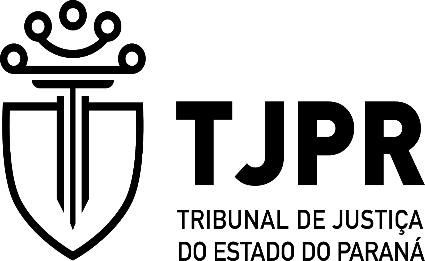 TJPR
TRIBUNAL DE JUSTIÇA
DO ESTADO DO PARANÁ